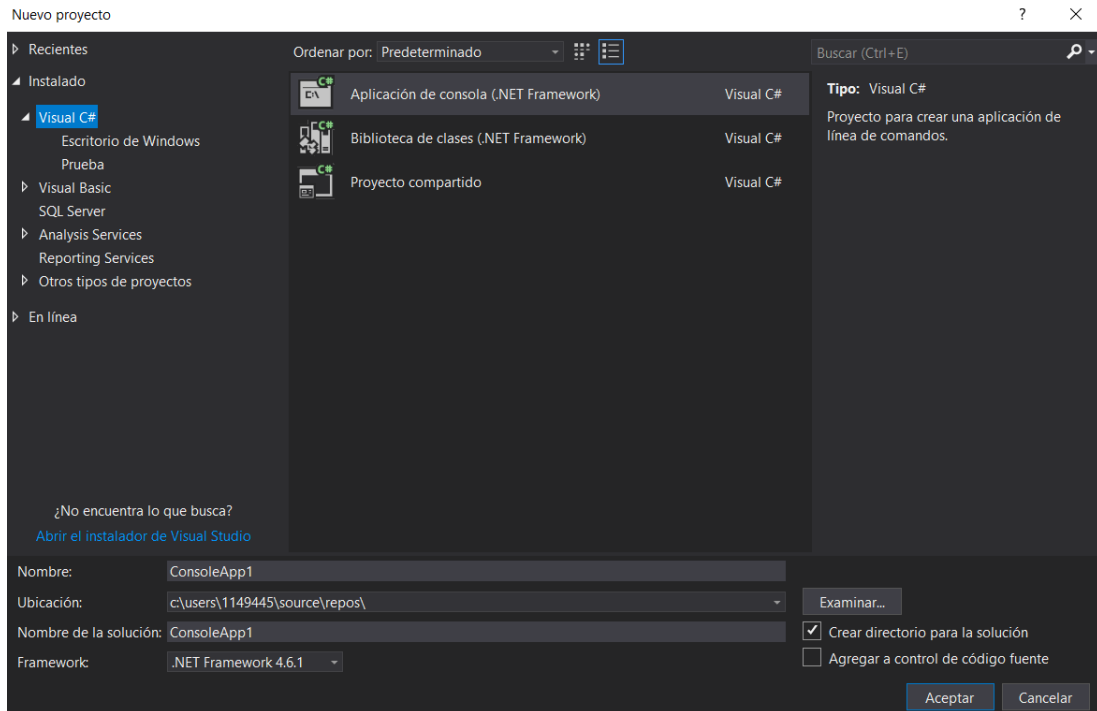 Nuevo proyecto
?
Recientes
Instalado
Visual C#
Escritorio de Windows
Prueba
Visual Basic
SQL Server
Analysis Services
Reporting Services
Otros tipos de proyectos
En línea
¿No encuentra lo que busca?
Abrir el instalador de Visual Studio
Ordenar por: Predeterminado
C# C:\ Aplicación de consola (.NET Framework) Visual C#
C# Biblioteca de clases (.NET Framework) Visual C#
C# Proyecto compartido Visual C#
Buscar (Ctrl+E)
Tipo: Visual C#
Proyecto para crear una aplicación de
línea de comandos.
Nombre: ConsoleApp1
Ubicación: c:\users\1149445\source\repos\
Examinar...
Nombre de la solución: ConsoleApp1
Crear directorio para la solución
Framework: .NET Framework 4.6.1
Agregar a control de código fuente
Aceptar Cancelar